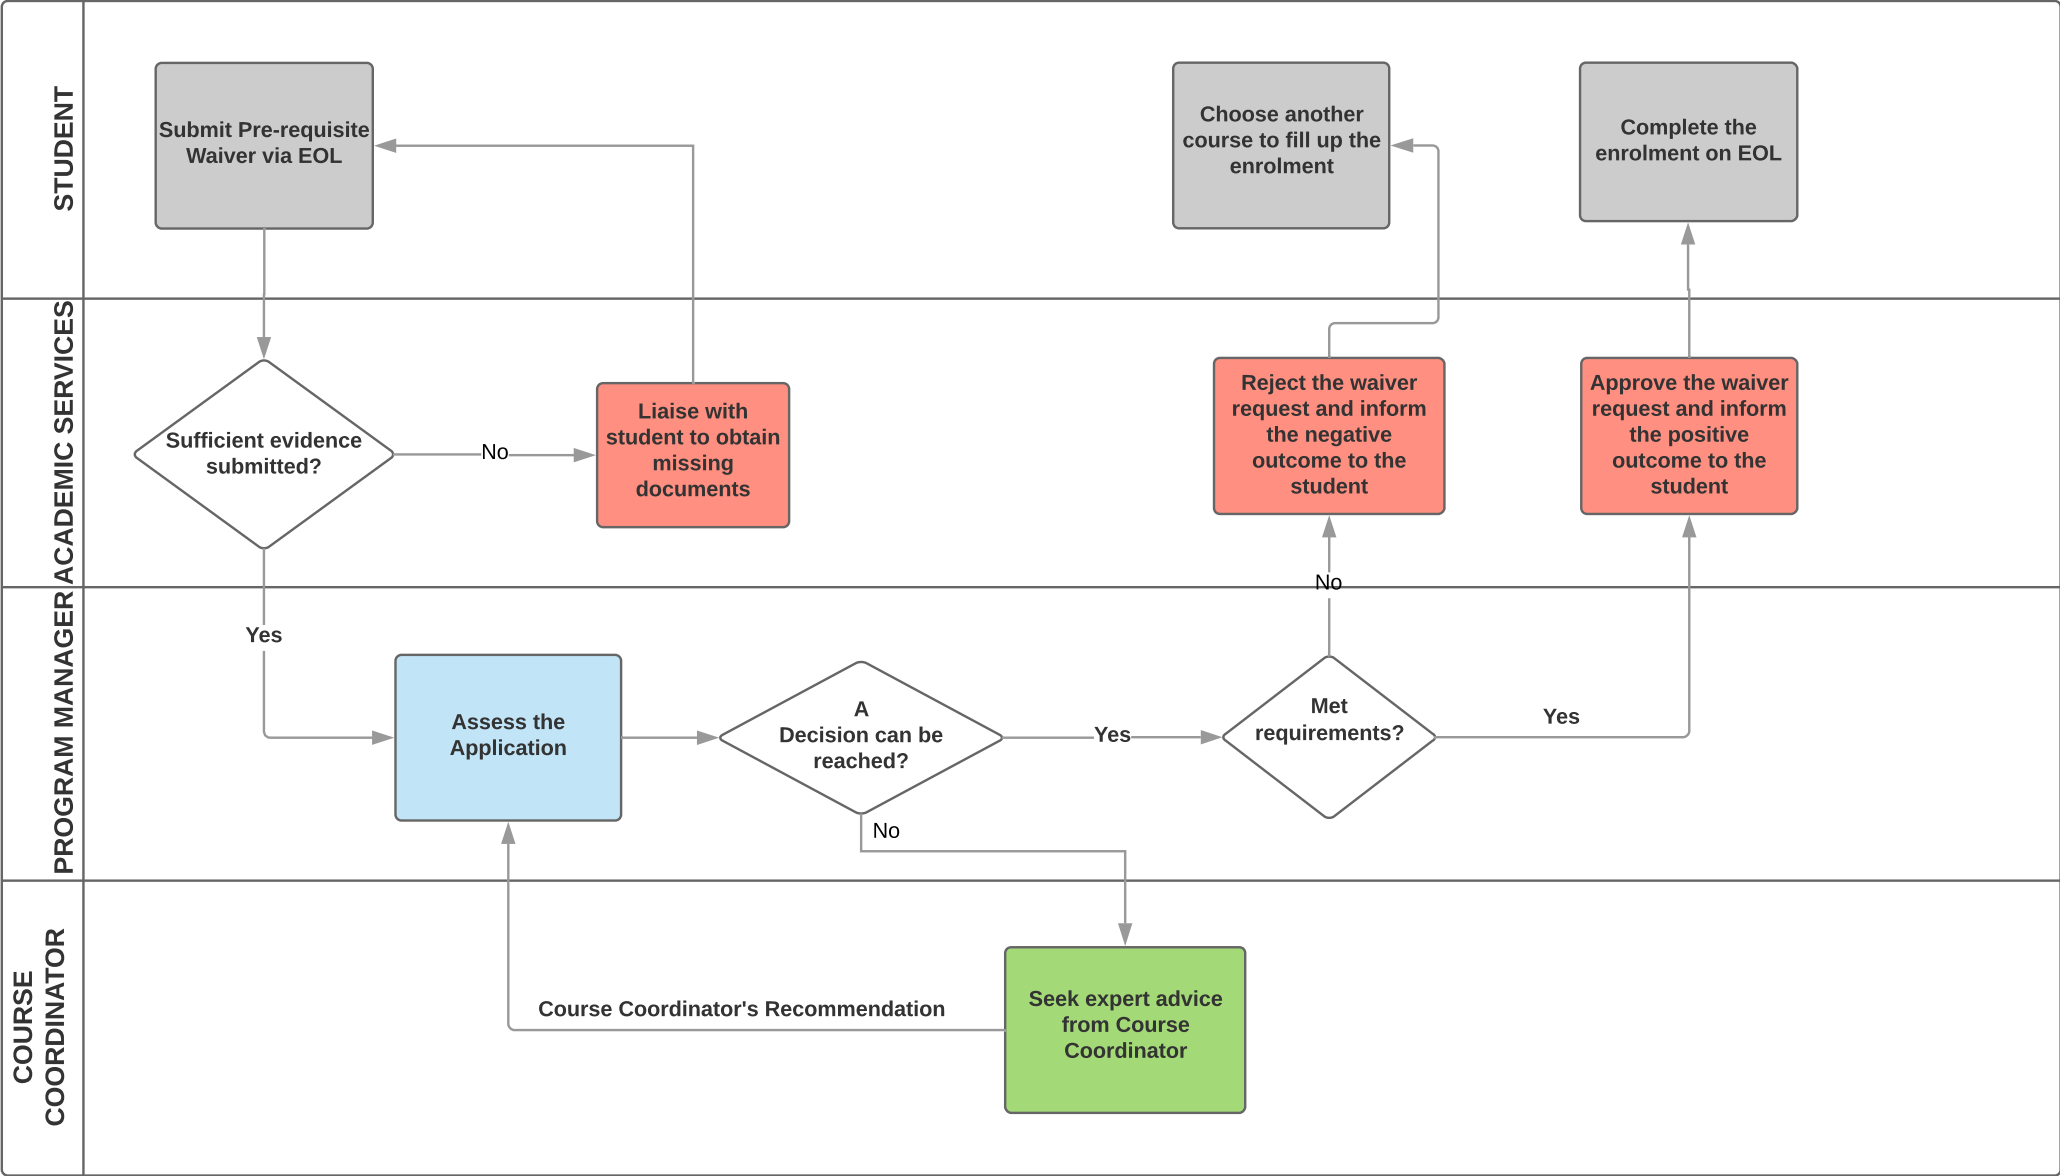 STUDENT
Submit Pre-requisite
Waiver via EOL
Choose another
course to fill up the
enrolment
Complete the
enrolment on EOL
ACADEMIC SERVICES
Sufficient evidence
submitted?
No
Liaise with
student to obtain
missing
documents
Reject the waiver
request and inform
the negative
outcome to the
student
Approve the waiver
request and inform
the positive
outcome to the
student
PROGRAM MANAGER
Yes
Assess the
Application
A
Decision can be
reached?
Yes
No
Met
requirements?
No
Yes
COURSE
COORDINATOR
Course Coordinator's Recommendation
Seek expert advice
from Course
Coordinator